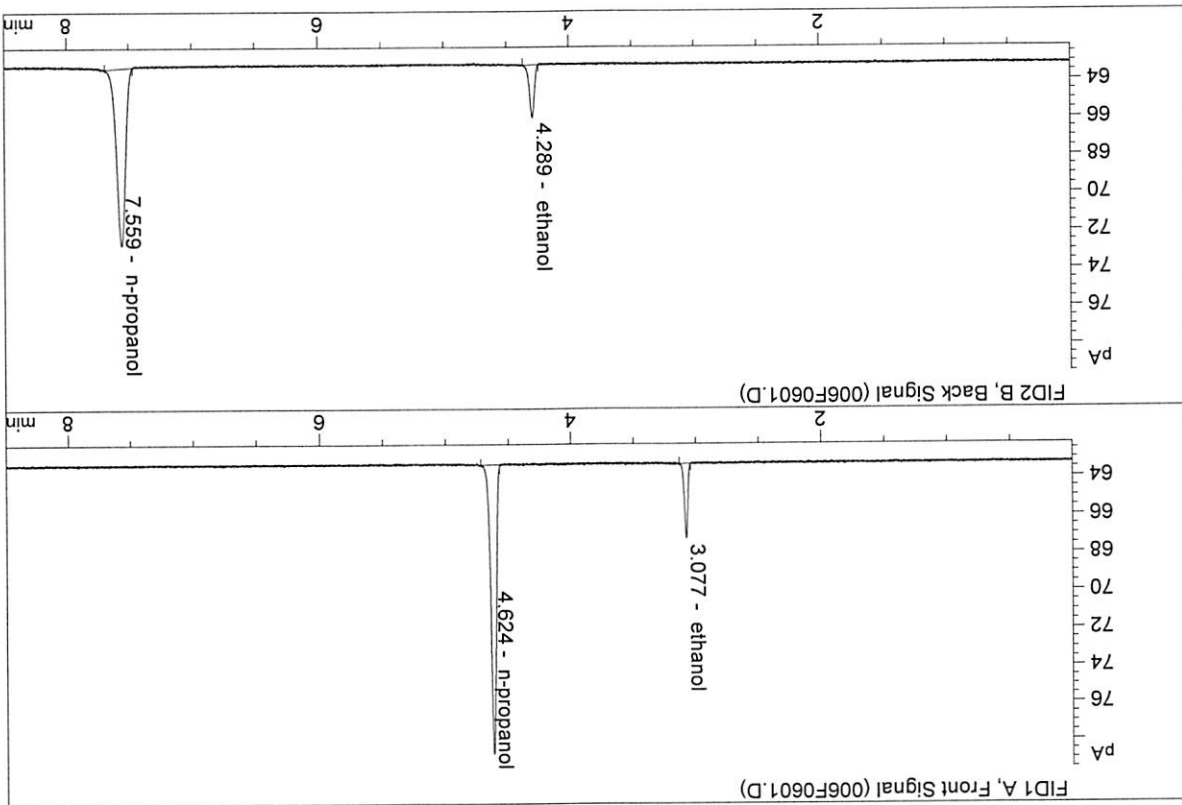 FID1 A, Front Signal (006F0601.D)
pA
76
74
72
70
68
66
64
3.077 - ethanol
4.624 - n-propanol
2
4
6
8
min
FID2 B, Back Signal (006F0601.D)
pA
76
74
72
70
68
66
64
4.289 - ethanol
7.559 - n-propanol
2
4
6
8
min